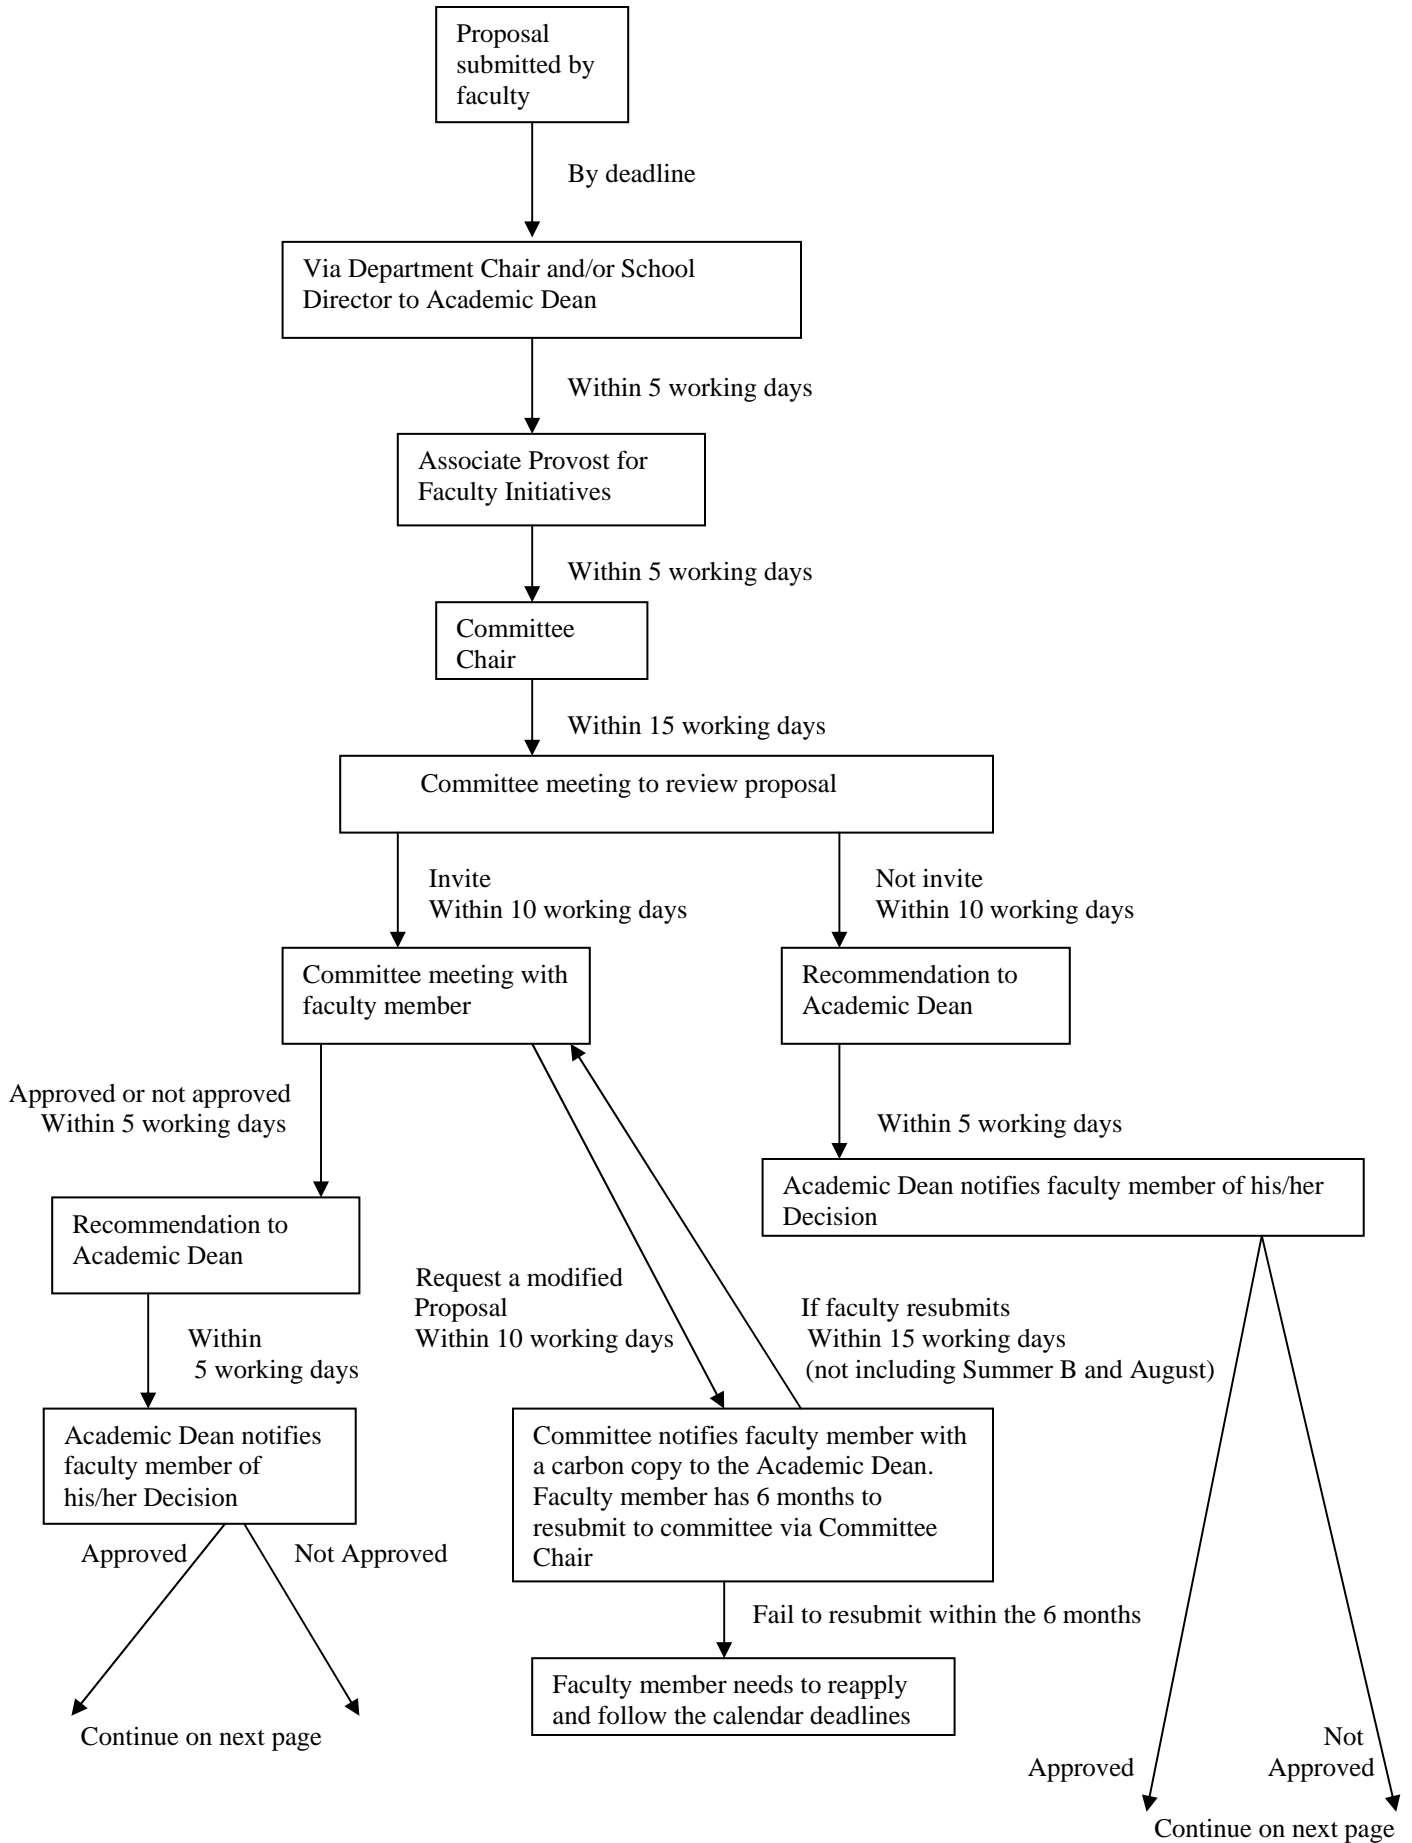 Proposal
submitted by
faculty
By deadline
Via Department Chair and/or School
Director to Academic Dean
Within 5 working days
Associate Provost for
Faculty Initiatives
Within 5 working days
Committee
Chair
Within 15 working days
Committee meeting to review proposal
Invite
Within 10 working days
Not invite
Within 10 working days
Committee meeting with
faculty member
Recommendation to
Academic Dean
Approved or not approved
Within 5 working days
Within 5 working days
Academic Dean notifies faculty member of his/her
Decision
Recommendation to
Academic Dean
Request a modified
Proposal
Within 10 working days
If faculty resubmits
Within 15 working days
(not including Summer B and August)
Within
5 working days
Academic Dean notifies
faculty member of
his/her Decision
Committee notifies faculty member with
a carbon copy to the Academic Dean.
Faculty member has 6 months to
resubmit to committee via Committee
Chair
Approved
Not Approved
Fail to resubmit within the 6 months
Faculty member needs to reapply
and follow the calendar deadlines
Continue on next page
Approved
Not
Approved
Continue on next page